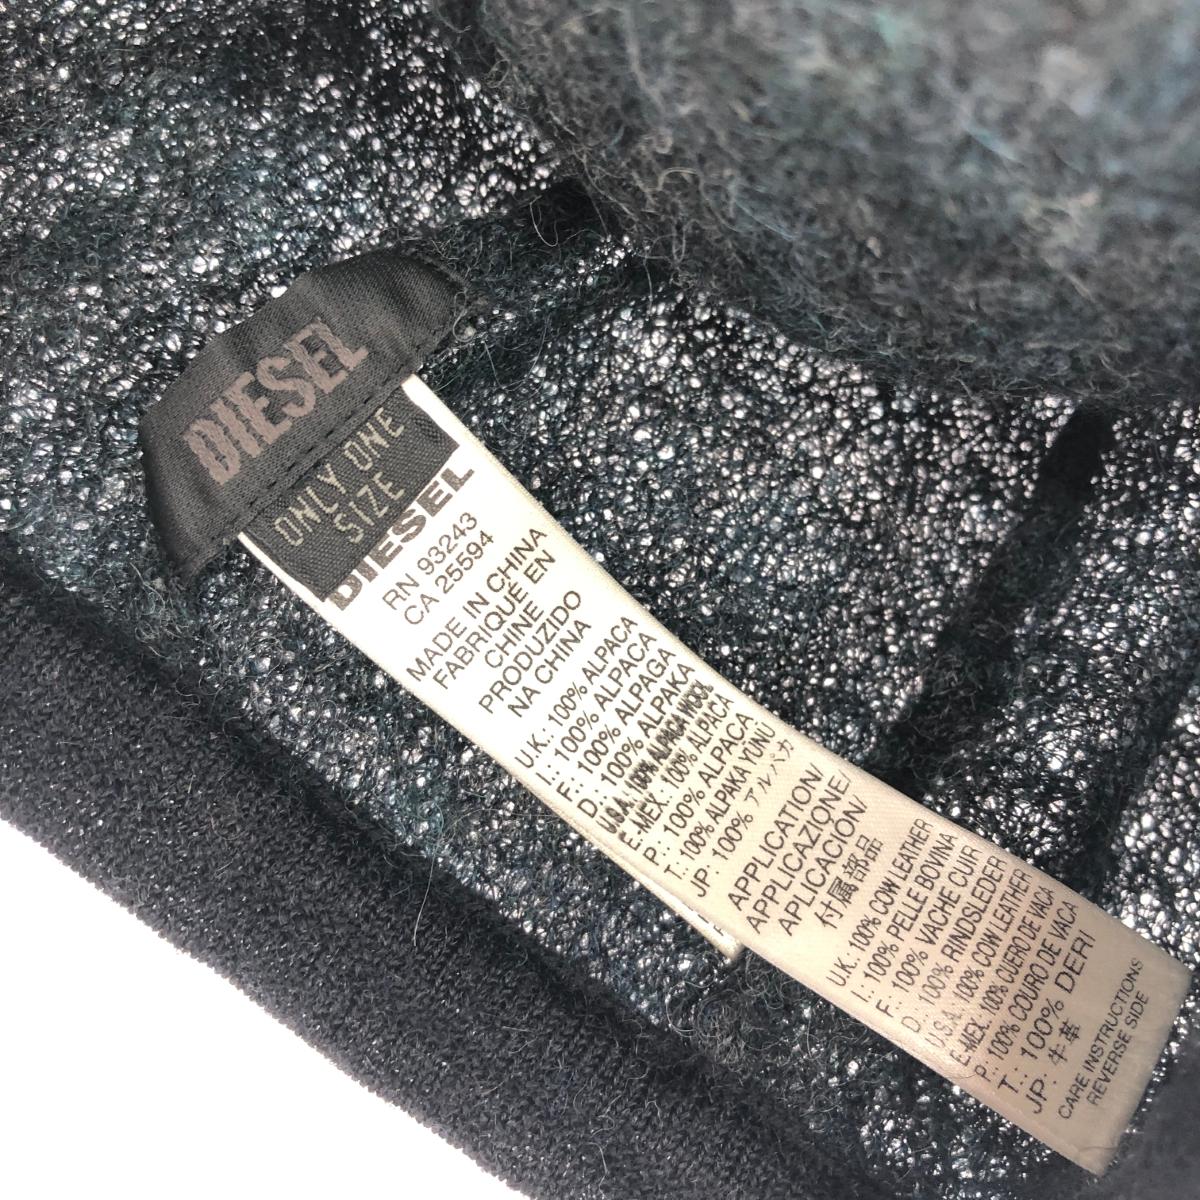 DIESEL
ONLY ONE
SIZE
DIESEL
RN 93243
CA 25594
MADE IN CHINA
FABRIQUÉ EN
CHINE
PRODUZIDO
NA CHINA
U.K.: 100% ALPACA
I.: 100% ALPACA
F.: 100% ALPAGA
D.: 100% ALPAKA
U.S.A. 100% ALPACA WOOL
E-MEX.: 100% ALPACA
P.: 100% ALPACA
T.: 100% ALPAKA YÜNÜ
JP: 100% アルパカ
APPLICATION/
APPLICAZIONE/
APLICACION/
付属部品
U.K.:100% COW LEATHER
I.: 100% PELLE BOVINA
F.: 100% VACHE CUIR
D.: 100% RINDSLEDER
U.S.A. 100% COW LEATHER
E-MEX. 100% CUERO DE VACA
P.: 100% COURO DE VACA
T.: 100% DERI
JP: 牛革
CARE INSTRUCTIONS
REVERSE SIDE